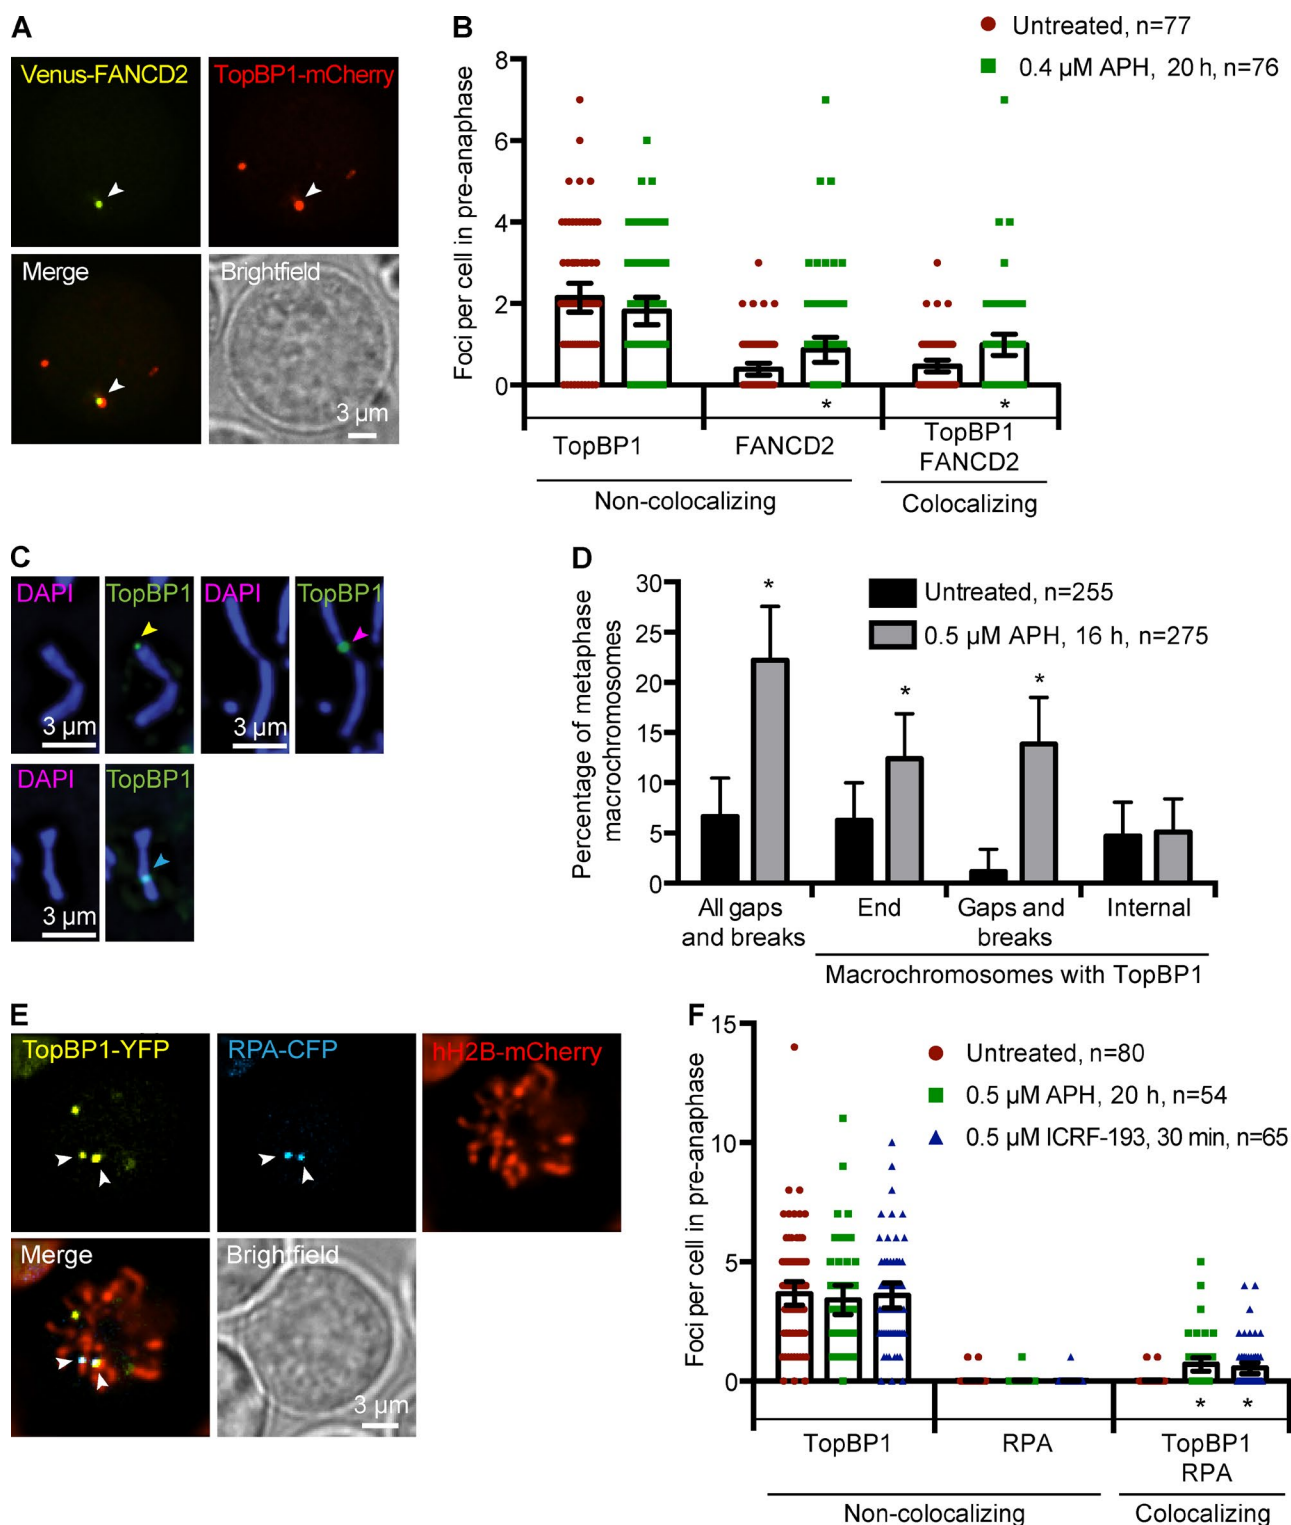 A
Venus-FANCD2
TopBP1-mCherry
Merge
Brightfield
3 µm
B
Untreated, n=77
0.4 µM APH, 20 h, n=76
Foci per cell in pre-anaphase
8
6
4
2
0
*
*
TopBP1
FANCD2
TopBP1
FANCD2
Non-colocalizing
Colocalizing
C
DAPI
TopBP1
DAPI
TopBP1
3 µm
3 µm
DAPI
TopBP1
3 µm
D
Untreated, n=255
0.5 µM APH, 16 h, n=275
Percentage of metaphase
macrochromosomes
30
25
20
15
10
5
0
*
*
*
All gaps
and breaks
End
Gaps and
breaks
Internal
Macrochromosomes with TopBP1
E
TopBP1-YFP
RPA-CFP
hH2B-mCherry
Merge
Brightfield
3 µm
F
Untreated, n=80
0.5 µM APH, 20 h, n=54
0.5 µM ICRF-193, 30 min, n=65
Foci per cell in pre-anaphase
15
10
5
0
*
*
TopBP1
RPA
TopBP1
RPA
Non-colocalizing
Colocalizing